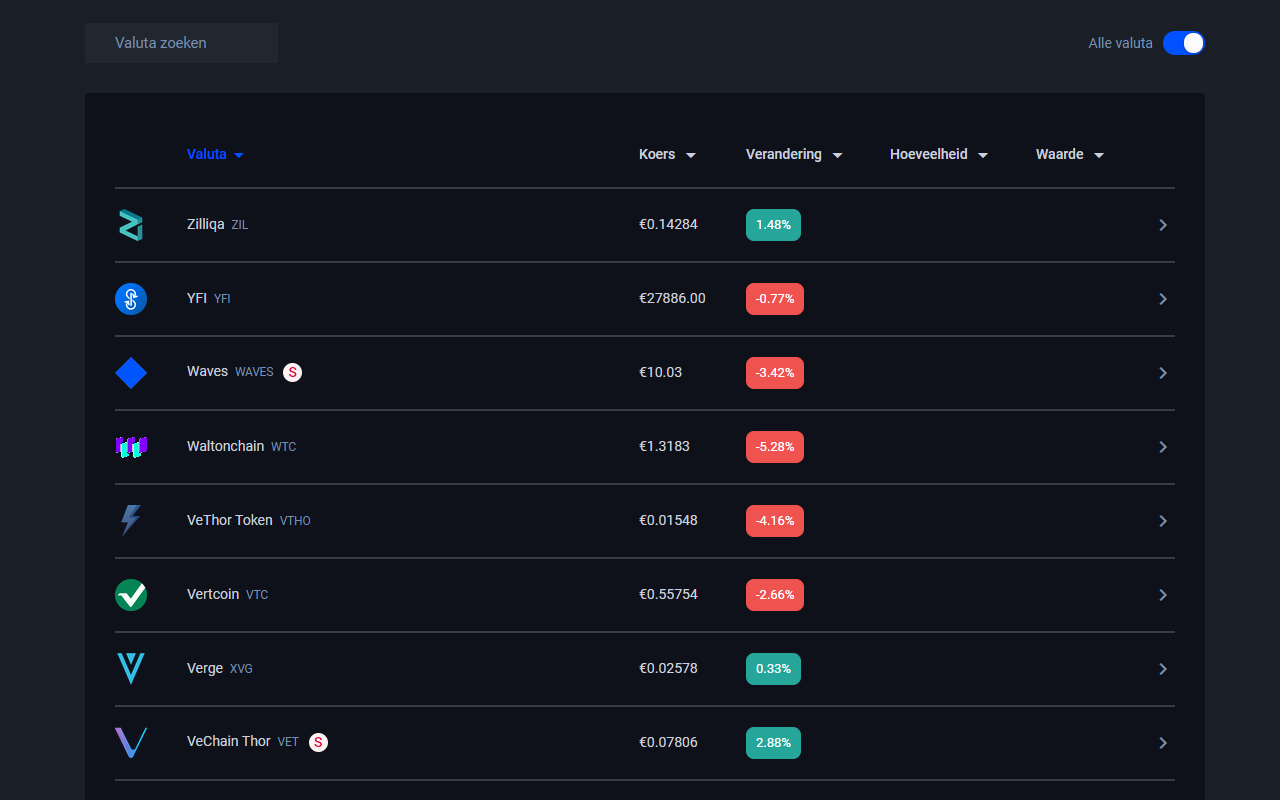 Valuta zoeken
Alle valuta
Valuta Koers Verandering Hoeveelheid Waarde
Zilliqa ZIL €0.14284 1.48%
YFI YFI €27886.00 -0.77%
Waves WAVES S €10.03 -3.42%
Waltonchain WTC €1.3183 -5.28%
VeThor Token VTHO €0.01548 -4.16%
Vertcoin VTC €0.55754 -2.66%
Verge XVG €0.02578 0.33%
VeChain Thor VET S €0.07806 2.88%